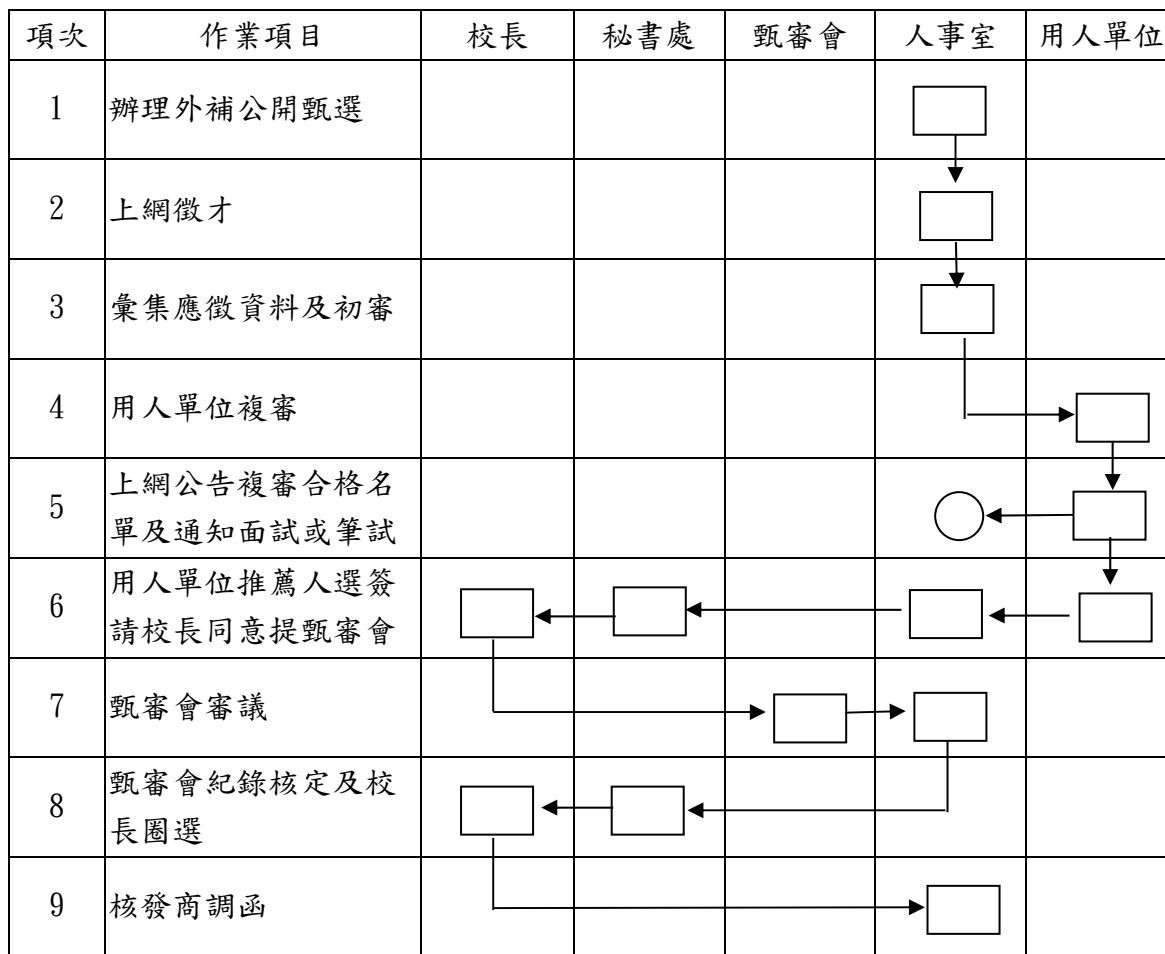 項次 作業項目 校長 秘書處 甄審會 人事室 用人單位
1 辦理外補公開甄選
2 上網徵才
3 彙集應徵資料及初審
4 用人單位複審
5 上網公告複審合格名
單及通知面試或筆試
6 用人單位推薦人選簽
請校長同意提甄審會
7 甄審會審議
8 甄審會紀錄核定及校
長圈選
9 核發商調函